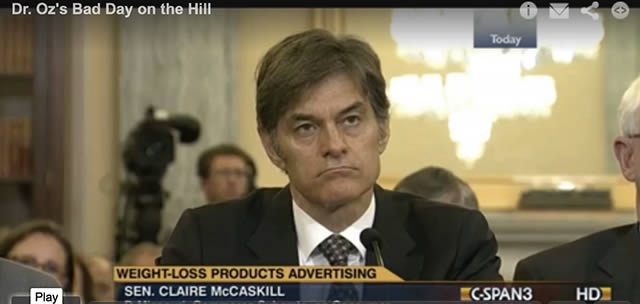 Dr. Oz's Bad Day on the Hill
Today
WEIGHT-LOSS PRODUCTS ADVERTISING
SEN. CLAIRE McCASKILL
C-SPAN3 HD
Play